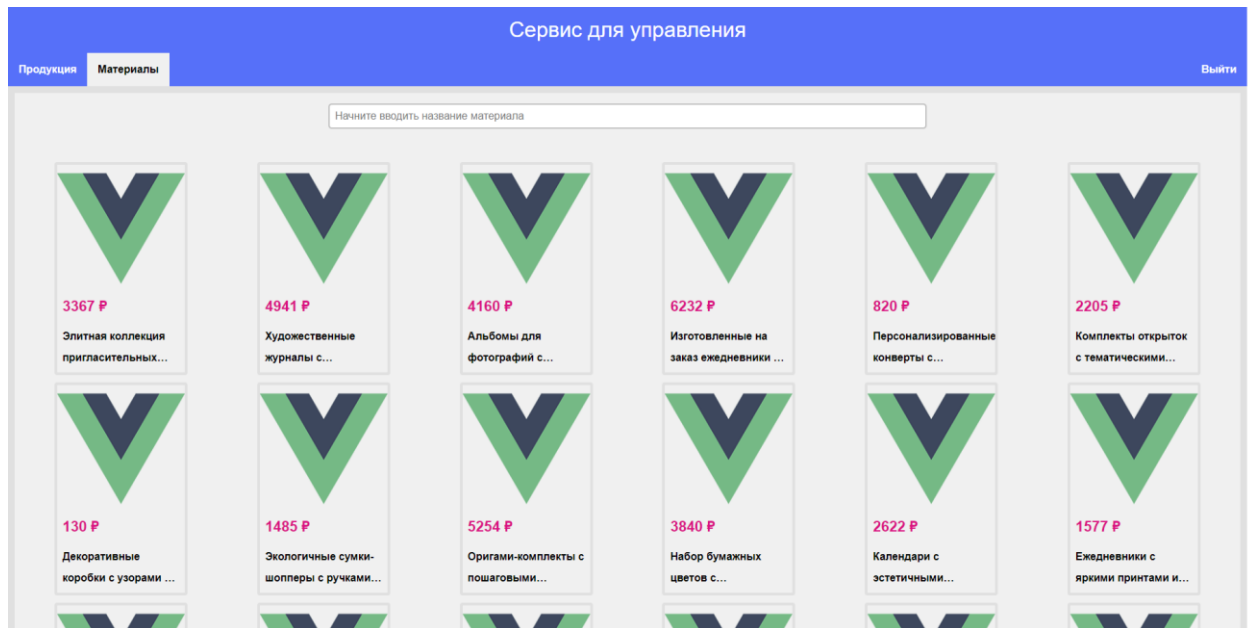 Сервис для управления
Продукция Материалы Выйти
Начните вводить название материала
3367 ₽ 4941 ₽ 4160 ₽ 6232 ₽ 820 ₽ 2205 ₽
Элитная коллекция Художественные Альбомы для Изготовленные на Персонализированные Комплекты открыток
пригласительных... журналы с... фотографий с... заказ ежедневники ... конверты с... с тематическими...
130 ₽ 1485 ₽ 5254 ₽ 3840 ₽ 2622 ₽ 1577 ₽
Декоративные Экологичные сумки- Оригами-комплекты с Набор бумажных Календари с Ежедневники с
коробки с узорами ... шопперы с ручками... пошаговыми... цветов с... эстетичными... яркими принтами и...